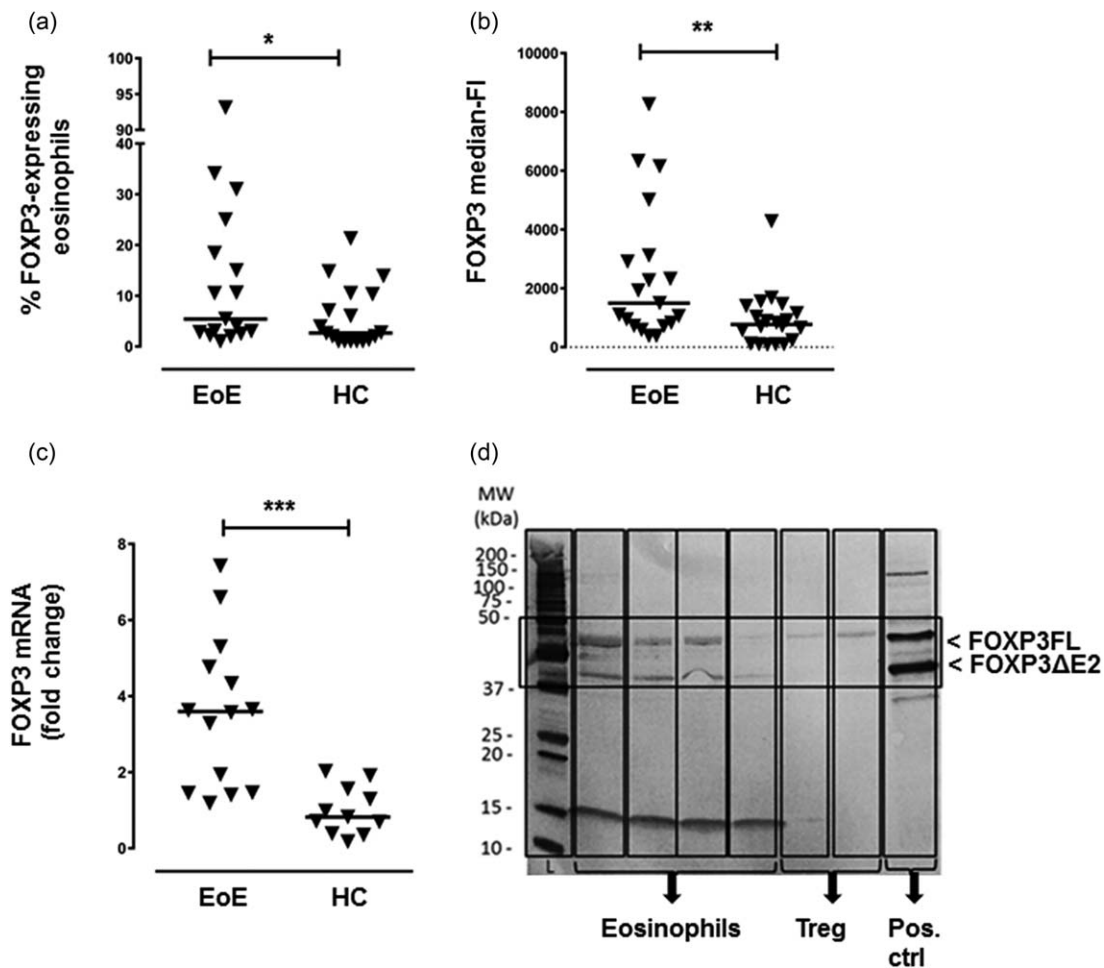 (a)
*
100
95
90
40
30
20
10
0
% FOXP3-expressing
eosinophils
EoE HC
(b)
**
10000
8000
6000
4000
2000
0
FOXP3 median-FI
EoE HC
(c)
***
8
6
4
2
0
FOXP3 mRNA
(fold change)
EoE HC
(d)
MW
(kDa)
200 -
150 -
100 -
75 -
50 -
37 -
25 -
20 -
15 -
10 -
< FOXP3FL
< FOXP3ΔE2
L
Eosinophils Treg Pos.
ctrl